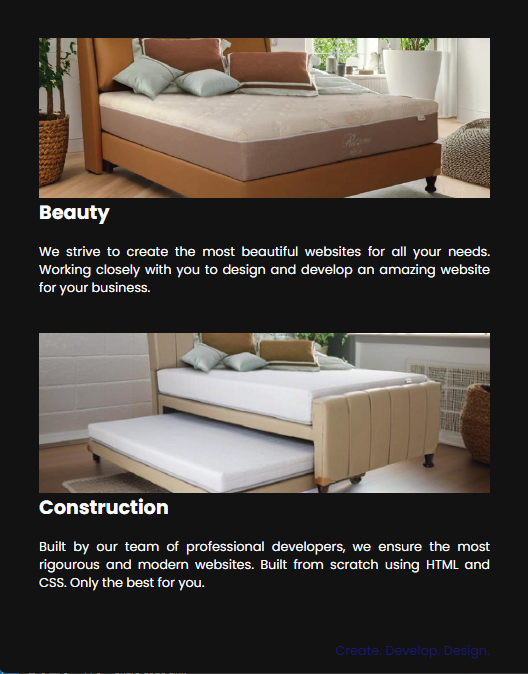 Beauty
We strive to create the most beautiful websites for all your needs.
Working closely with you to design and develop an amazing website
for your business.
Construction
Built by our team of professional developers, we ensure the most
rigourous and modern websites. Built from scratch using HTML and
CSS. Only the best for you.
Create. Develop. Design.